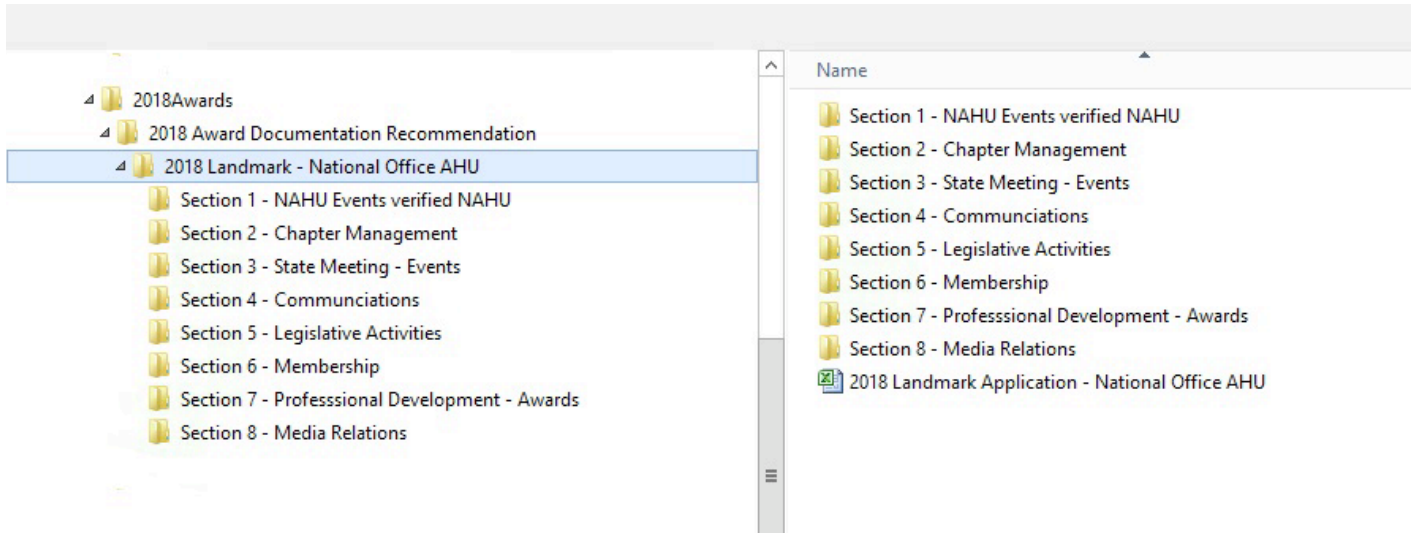 2018Awards
2018 Award Documentation Recommendation
2018 Landmark - National Office AHU
Section 1 - NAHU Events verified NAHU
Section 2 - Chapter Management
Section 3 - State Meeting - Events
Section 4 - Communciations
Section 5 - Legislative Activities
Section 6 - Membership
Section 7 - Professsional Development - Awards
Section 8 - Media Relations
Name
Section 1 - NAHU Events verified NAHU
Section 2 - Chapter Management
Section 3 - State Meeting - Events
Section 4 - Communciations
Section 5 - Legislative Activities
Section 6 - Membership
Section 7 - Professsional Development - Awards
Section 8 - Media Relations
2018 Landmark Application - National Office AHU